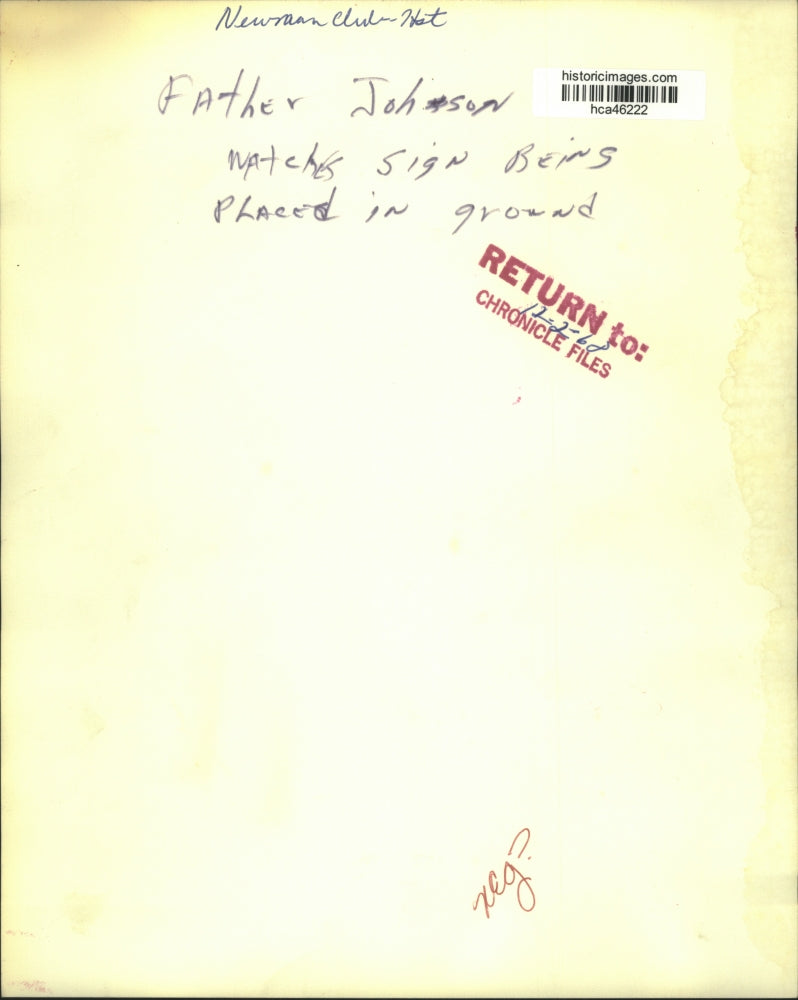 Newman Club - Hst
historicimages.com
hca46222
Father Johnson
watches sign Being
Placed in ground
RETURN to:
12-2-68
CHRONICLE FILES
neg?